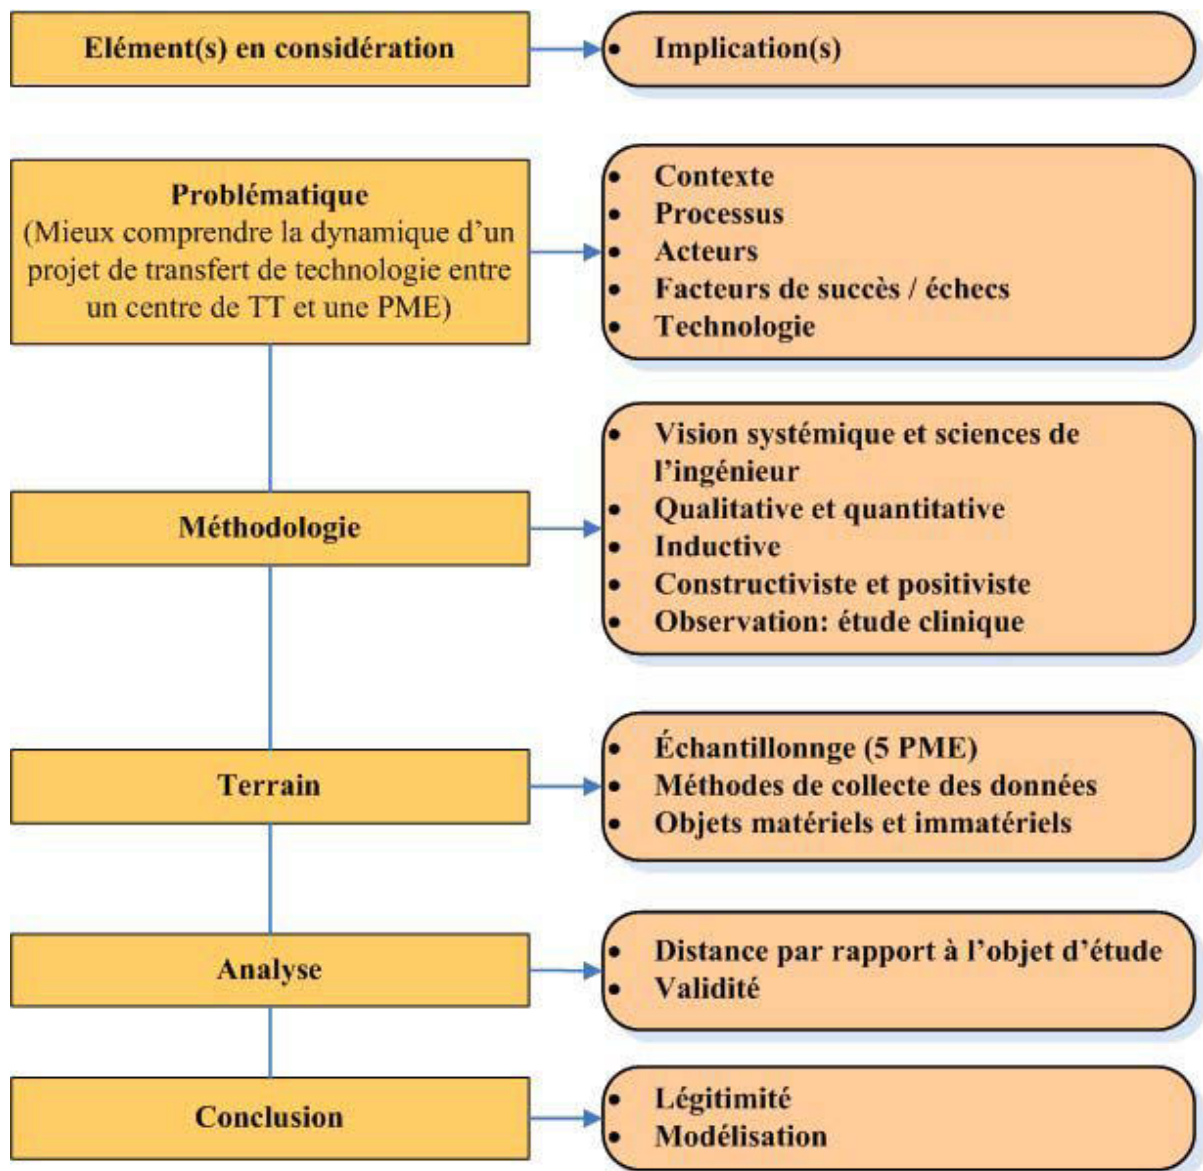 Elément(s) en considération
• Implication(s)
Problématique
(Mieux comprendre la dynamique d'un
projet de transfert de technologie entre
un centre de TT et une PME)
• Contexte
• Processus
• Acteurs
• Facteurs de succès / échecs
• Technologie
Méthodologie
• Vision systémique et sciences de
l'ingénieur
• Qualitative et quantitative
• Inductive
• Constructiviste et positiviste
• Observation: étude clinique
Terrain
• Échantillonnge (5 PME)
• Méthodes de collecte des données
• Objets matériels et immatériels
Analyse
• Distance par rapport à l'objet d'étude
• Validité
Conclusion
• Légitimité
• Modélisation